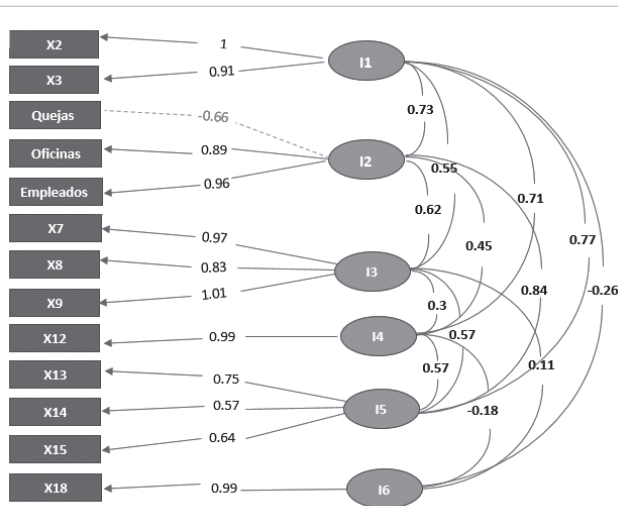 X2
1
I1
X3
0.91
Quejas
-0.66
0.73
Oficinas
0.89
I2
0.55
Empleados
0.96
0.71
0.62
X7
0.97
0.45
0.77
X8
0.83
I3
X9
1.01
0.3
0.84
-0.26
X12
0.99
I4
0.57
0.57
0.11
X13
0.75
X14
0.57
I5
-0.18
X15
0.64
X18
0.99
I6